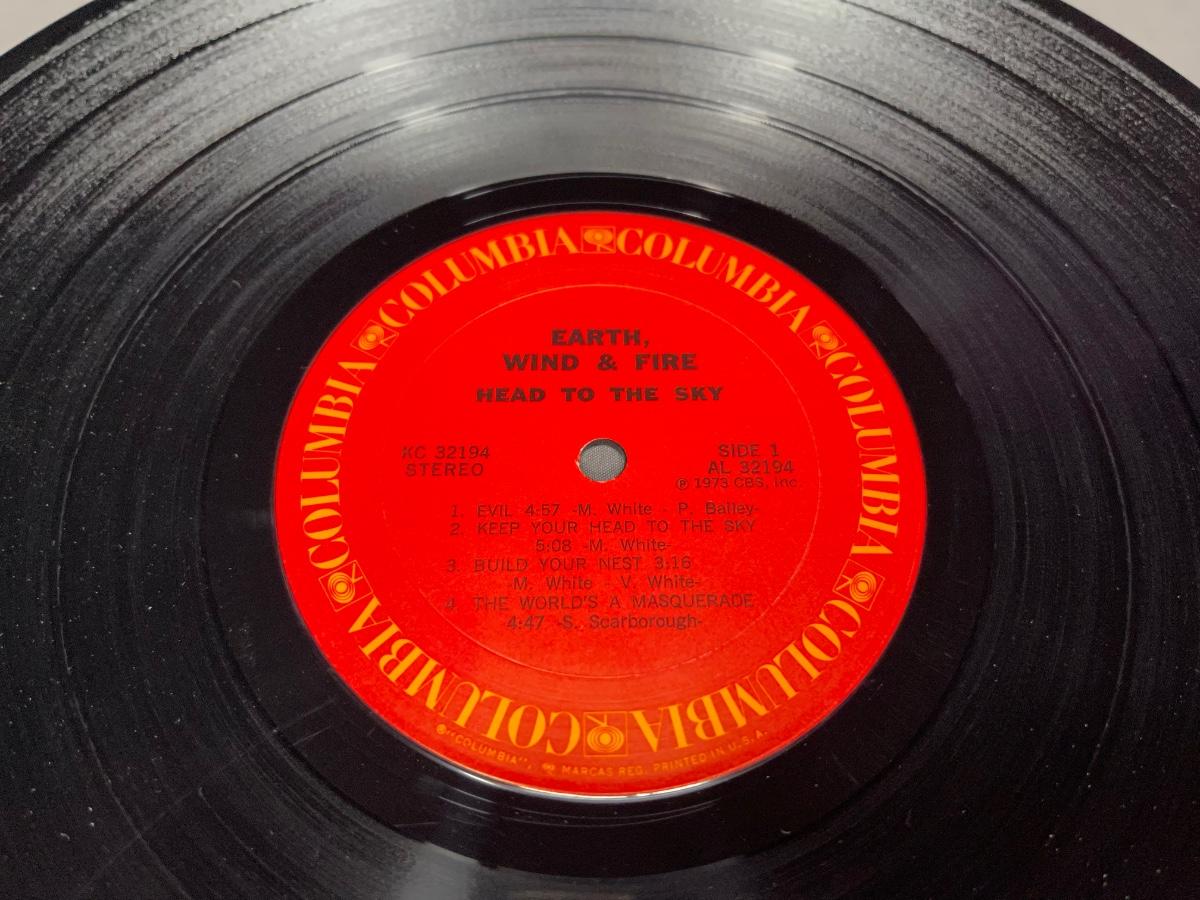 COLUMBIA COLUMBIA COLUMBIA COLUMBIA COLUMBIA COLUMBIA
EARTH,
WIND & FIRE
HEAD TO THE SKY
KC 32194
STEREO
SIDE 1
AL 32194
℗ 1973 CBS, Inc.
1. EVIL 4:57 -M. White - P. Bailey-
2. KEEP YOUR HEAD TO THE SKY
5:08 -M. White-
3. BUILD YOUR NEST 3:16
-M. White - V. White-
4. THE WORLD'S A MASQUERADE
4:47 -S. Scarborough-
®"COLUMBIA", MARCAS REG. PRINTED IN U.S.A.